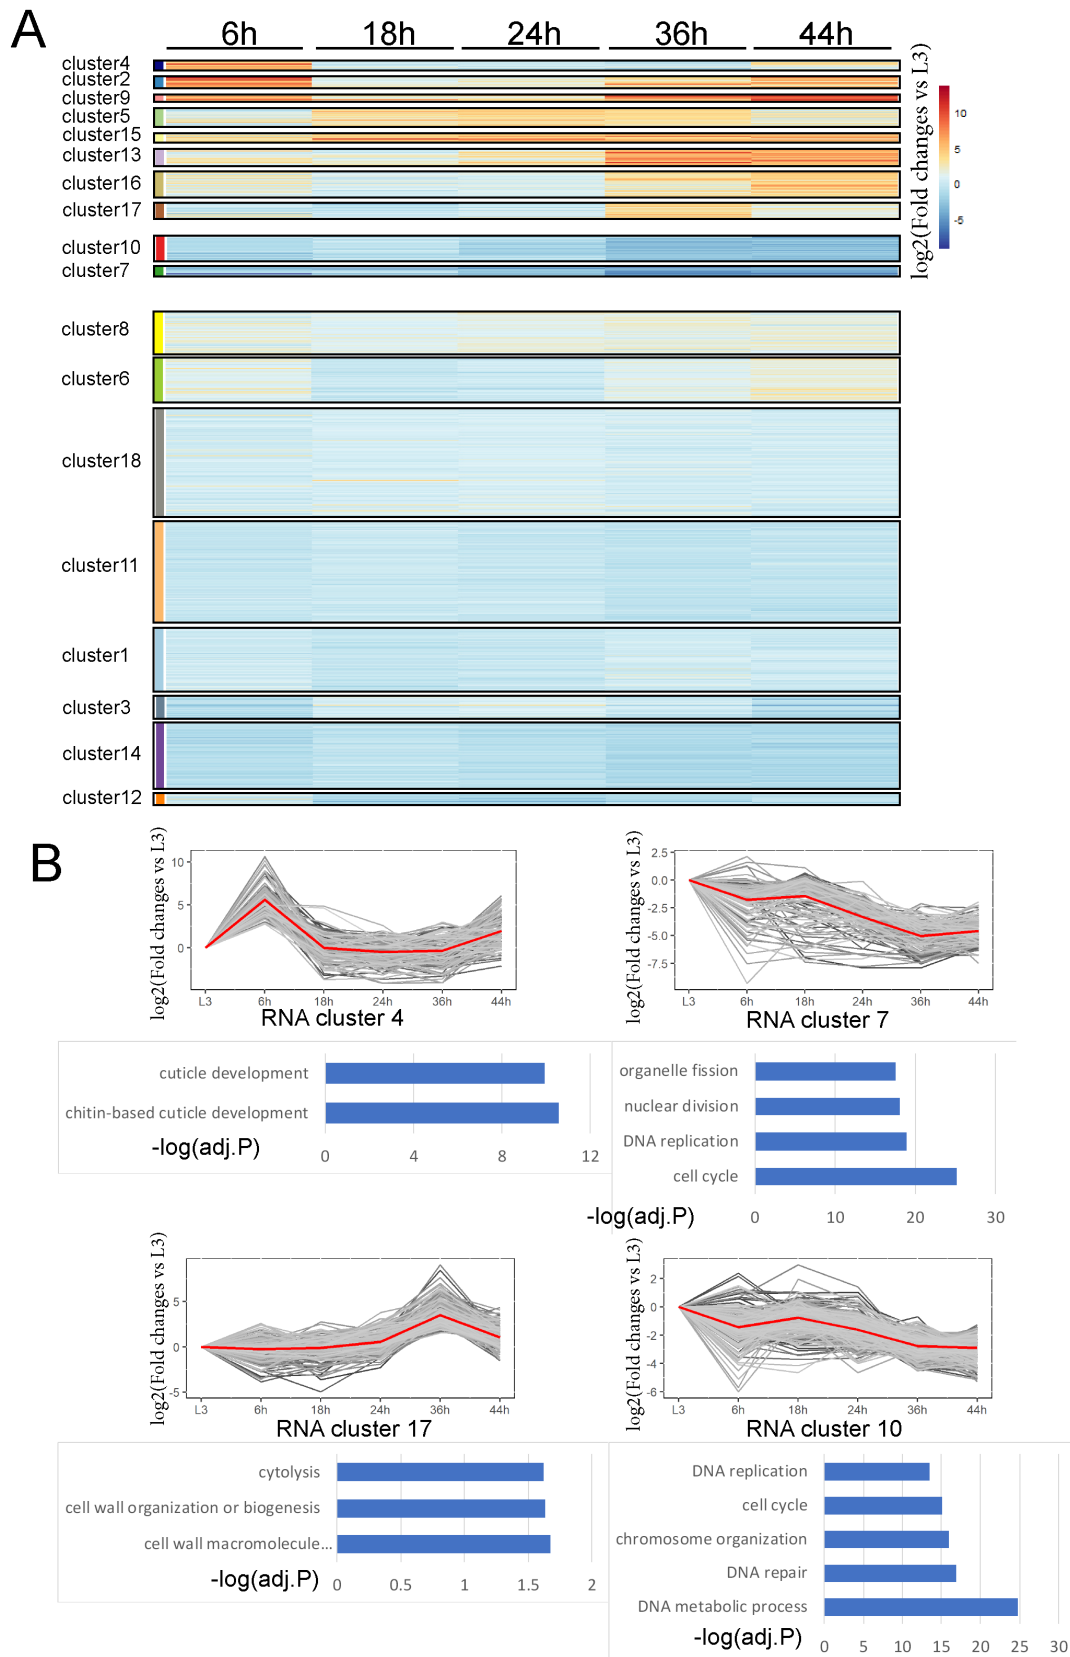 A
6h 18h 24h 36h 44h
cluster4
cluster2
cluster9
cluster5
cluster15
cluster13
cluster16
cluster17
cluster10
cluster7
cluster8
cluster6
cluster18
cluster11
cluster1
cluster3
cluster14
cluster12
log2(Fold changes vs L3)
10
5
0
-5
B
log2(Fold changes vs L3)
10
5
0
L3 6h 18h 24h 36h 44h
RNA cluster 4
cuticle development
chitin-based cuticle development
-log(adj.P)
0 4 8 12
log2(Fold changes vs L3)
2.5
0.0
-2.5
-5.0
-7.5
L3 6h 18h 24h 36h 44h
RNA cluster 7
organelle fission
nuclear division
DNA replication
cell cycle
-log(adj.P)
0 10 20 30
log2(Fold changes vs L3)
5
0
-5
L3 6h 18h 24h 36h 44h
RNA cluster 17
cytolysis
cell wall organization or biogenesis
cell wall macromolecule...
-log(adj.P)
0 0.5 1 1.5 2
log2(Fold changes vs L3)
2
0
-2
-4
-6
L3 6h 18h 24h 36h 44h
RNA cluster 10
DNA replication
cell cycle
chromosome organization
DNA repair
DNA metabolic process
-log(adj.P)
0 5 10 15 20 25 30